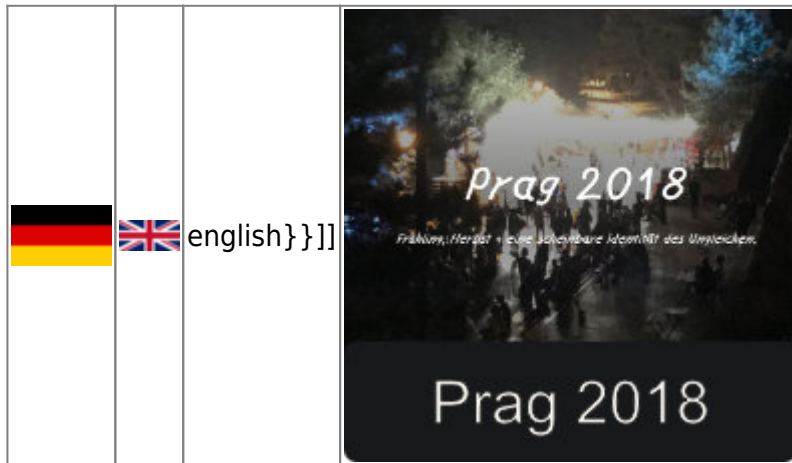 english}}]]
Prag 2018
Frühling, Herbst - eine scheinbare Identität des Ungleichen.
Prag 2018